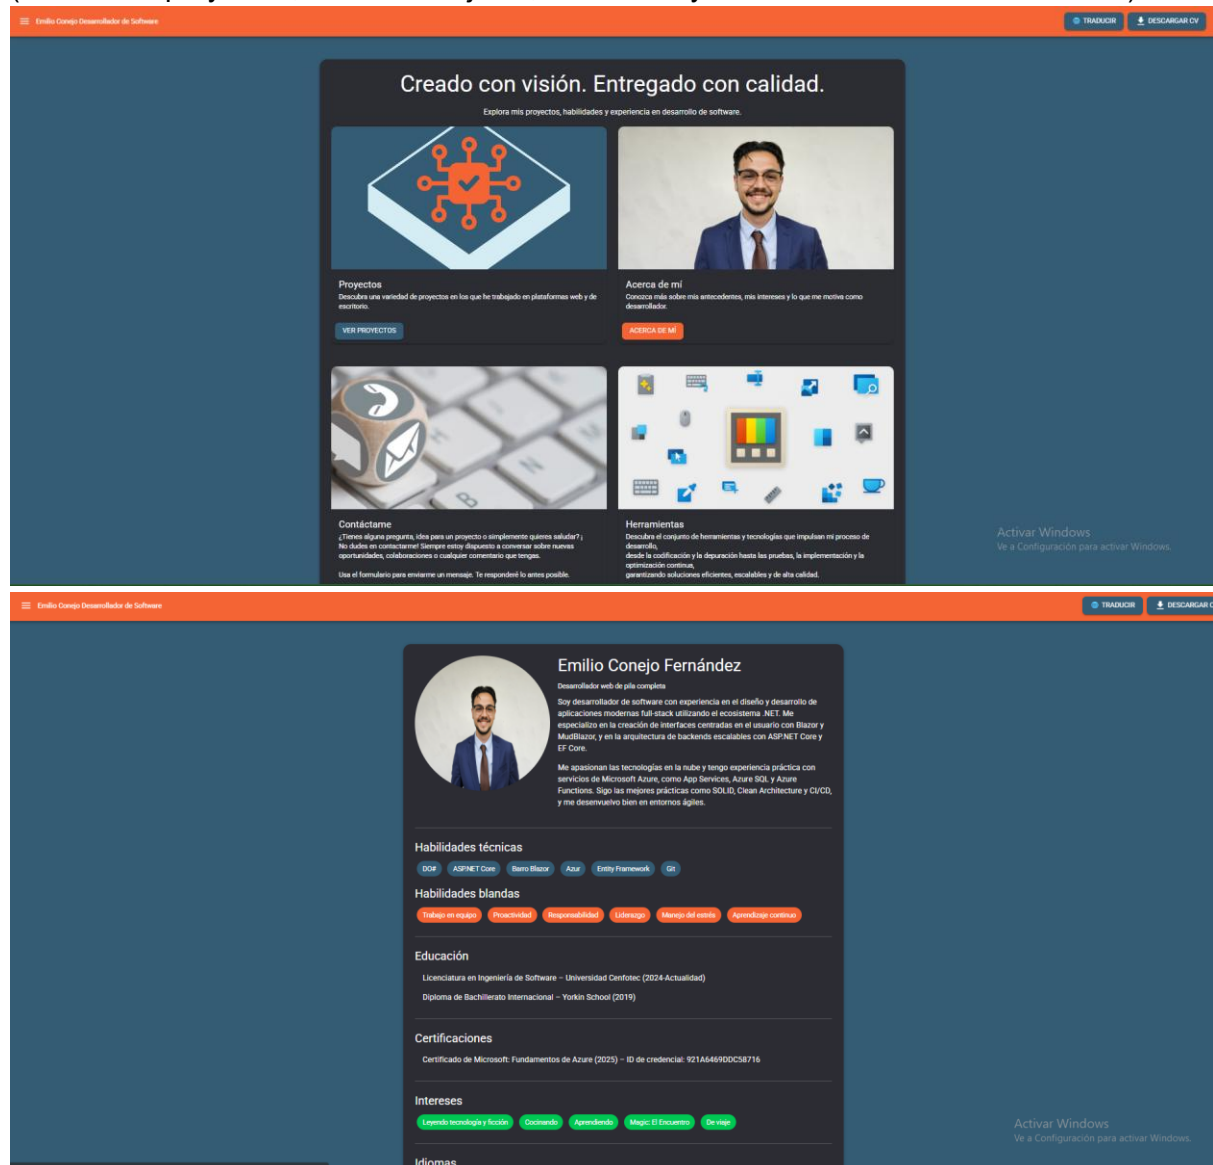 Emilio Conejo Desarrollador de Software
TRADUCIR
DESCARGAR CV
Creado con visión. Entregado con calidad.
Explora mis proyectos, habilidades y experiencia en desarrollo de software.
Proyectos
Descubra una variedad de proyectos en los que he trabajado en plataformas web y de
escritorio.
VER PROYECTOS
Acerca de mí
Conozca más sobre mis antecedentes, mis intereses y lo que me motiva como
desarrollador.
ACERCA DE MÍ
Contáctame
¿Tienes alguna pregunta, idea para un proyecto o simplemente quieres saludar? ¡
No dudes en contactarme! Siempre estoy dispuesto a conversar sobre nuevas
oportunidades, colaboraciones o cualquier comentario que tengas.
Usa el formulario para enviarme un mensaje. Te responderé lo antes posible.
Herramientas
Descubra el conjunto de herramientas y tecnologías que impulsan mi proceso de
desarrollo,
desde la codificación y la depuración hasta las pruebas, la implementación y la
optimización continua,
garantizando soluciones eficientes, escalables y de alta calidad.
Activar Windows
Ve a Configuración para activar Windows.
Emilio Conejo Desarrollador de Software
TRADUCIR
DESCARGAR C
Emilio Conejo Fernández
Desarrollador web de pila completa
Soy desarrollador de software con experiencia en el diseño y desarrollo de
aplicaciones modernas full-stack utilizando el ecosistema .NET. Me
especializo en la creación de interfaces centradas en el usuario con Blazor y
MudBlazor, y en la arquitectura de backends escalables con ASP.NET Core y
EF Core.
Me apasionan las tecnologías en la nube y tengo experiencia práctica con
servicios de Microsoft Azure, como App Services, Azure SQL y Azure
Functions. Sigo las mejores prácticas como SOLID, Clean Architecture y CI/CD,
y me desenvuelvo bien en entornos ágiles.
Habilidades técnicas
DO#
ASP.NET Core
Barro Blazor
Azur
Entity Framework
Git
Habilidades blandas
Trabajo en equipo
Proactividad
Responsabilidad
Liderazgo
Manejo del estrés
Aprendizaje continuo
Educación
Licenciatura en Ingeniería de Software – Universidad Cenfotec (2024-Actualidad)
Diploma de Bachillerato Internacional – Yorkin School (2019)
Certificaciones
Certificado de Microsoft: Fundamentos de Azure (2025) – ID de credencial: 921A6469DDC58716
Intereses
Leyendo tecnología y ficción
Cocinando
Aprendiendo
Magic: El Encuentro
De viaje
Activar Windows
Ve a Configuración para activar Windows.
Idiomas